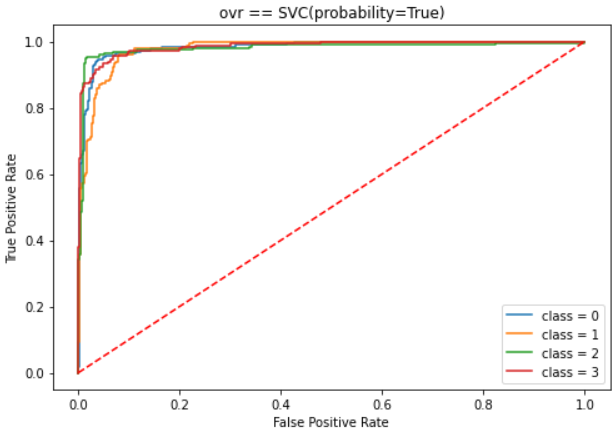 ovr == SVC(probability=True)
1.0
0.8
0.6
0.4
0.2
0.0
True Positive Rate
class = 0
class = 1
class = 2
class = 3
0.0 0.2 0.4 0.6 0.8 1.0
False Positive Rate